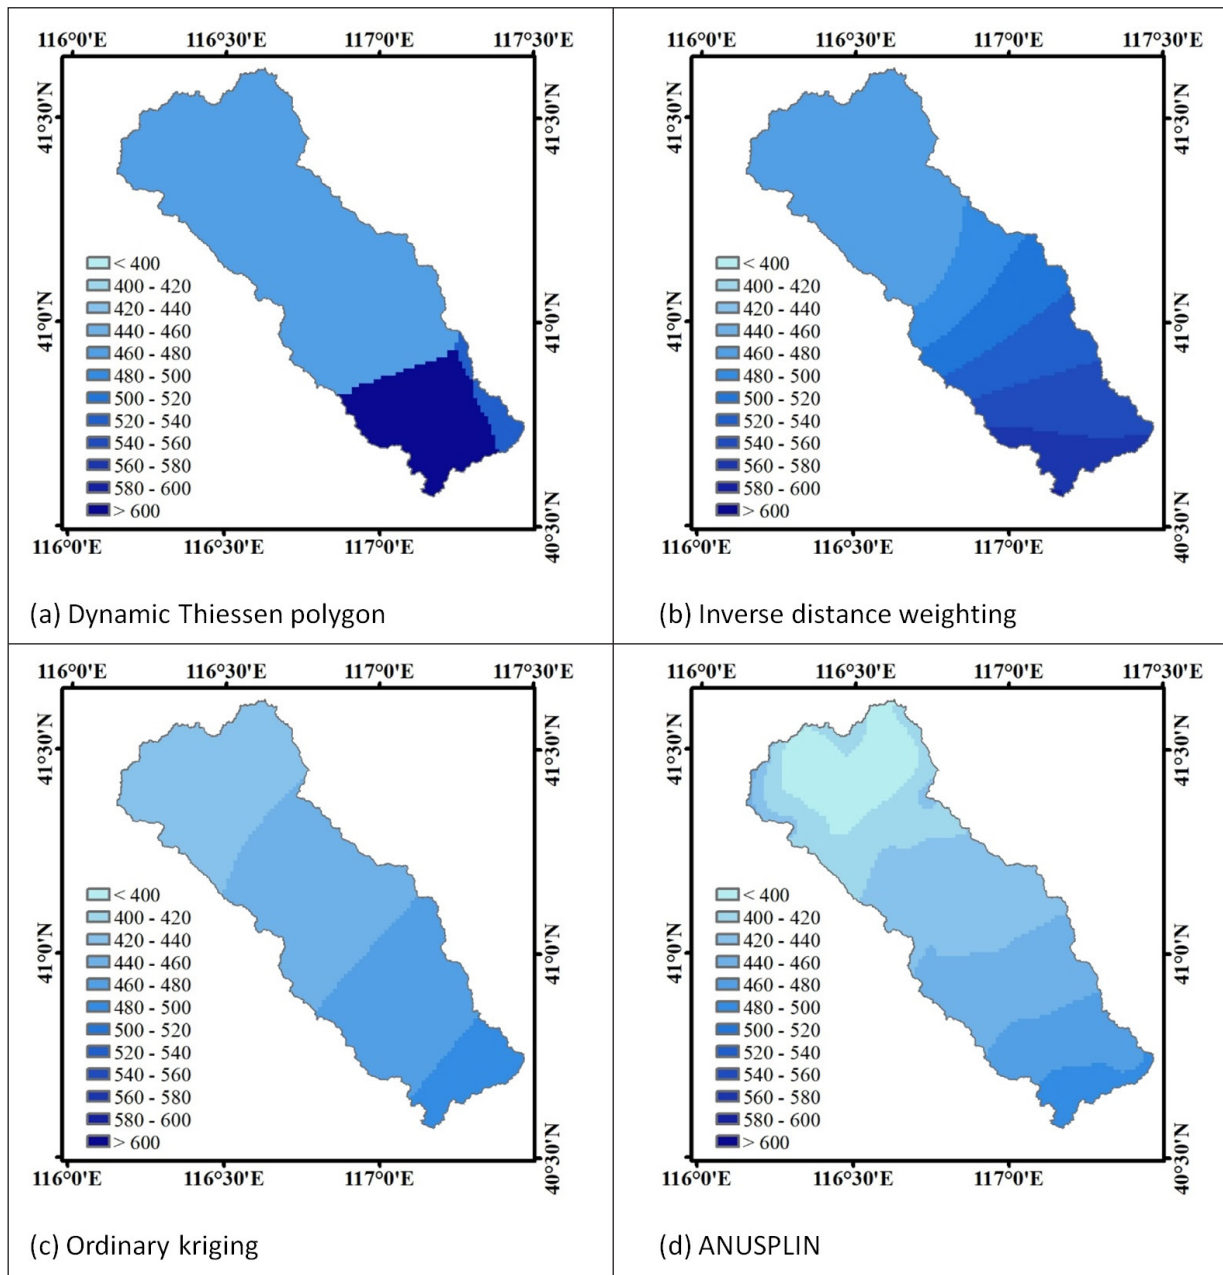 116°0'E 116°30'E 117°0'E 117°30'E
41°30'N 41°30'N
41°0'N 41°0'N
40°30'N
< 400
400 - 420
420 - 440
440 - 460
460 - 480
480 - 500
500 - 520
520 - 540
540 - 560
560 - 580
580 - 600
> 600
116°0'E 116°30'E 117°0'E
(a) Dynamic Thiessen polygon
116°0'E 116°30'E 117°0'E 117°30'E
41°30'N 41°30'N
41°0'N 41°0'N
40°30'N
< 400
400 - 420
420 - 440
440 - 460
460 - 480
480 - 500
500 - 520
520 - 540
540 - 560
560 - 580
580 - 600
> 600
116°0'E 116°30'E 117°0'E
(b) Inverse distance weighting
116°0'E 116°30'E 117°0'E 117°30'E
41°30'N 41°30'N
41°0'N 41°0'N
40°30'N
< 400
400 - 420
420 - 440
440 - 460
460 - 480
480 - 500
500 - 520
520 - 540
540 - 560
560 - 580
580 - 600
> 600
116°0'E 116°30'E 117°0'E
(c) Ordinary kriging
116°0'E 116°30'E 117°0'E 117°30'E
41°30'N 41°30'N
41°0'N 41°0'N
40°30'N
< 400
400 - 420
420 - 440
440 - 460
460 - 480
480 - 500
500 - 520
520 - 540
540 - 560
560 - 580
580 - 600
> 600
116°0'E 116°30'E 117°0'E
(d) ANUSPLIN